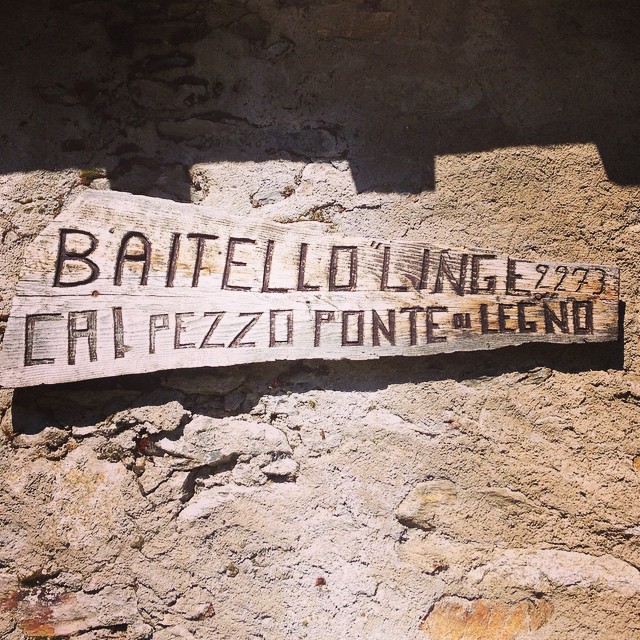 BAITELLO "LINGE 2273
CAI PEZZO PONTE DI LEGNO